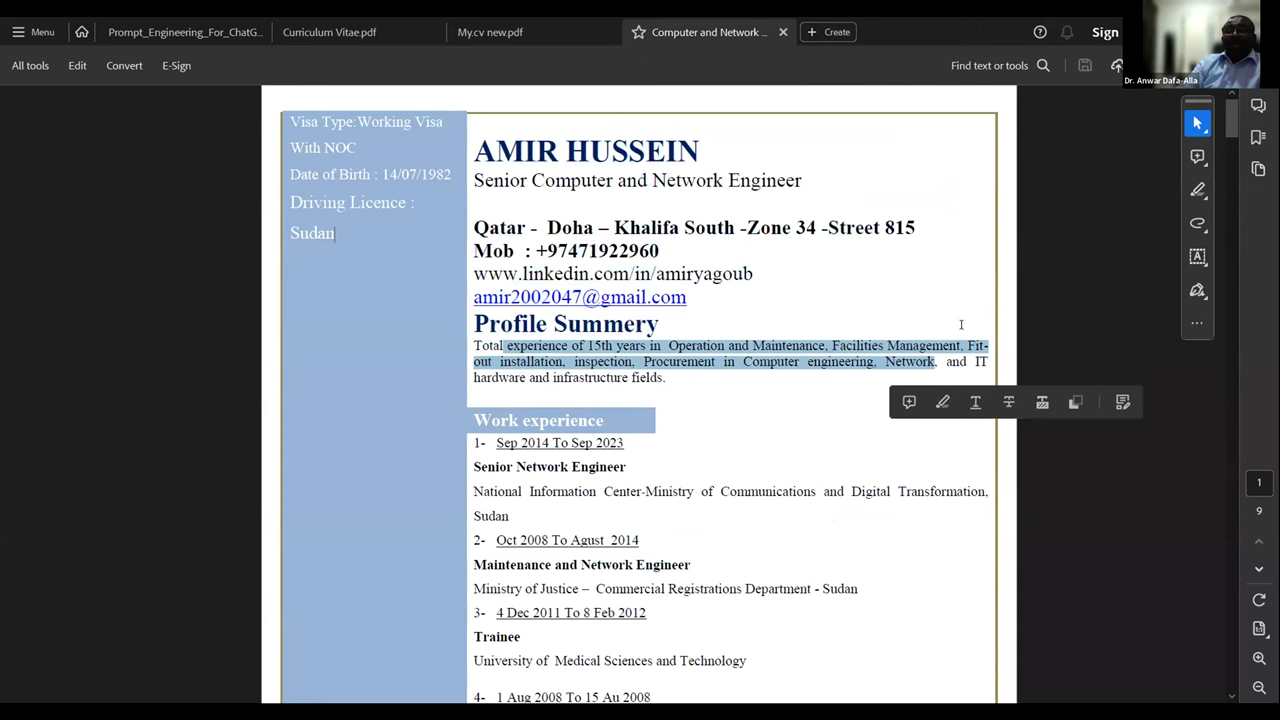 Menu
Prompt_Engineering_For_ChatG...
Curriculum Vitae.pdf
My.cv new.pdf
Computer and Network ...
Create
Sign
All tools
Edit
Convert
E-Sign
Find text or tools
Dr. Anwar Dafa-Alla
Visa Type:Working Visa
With NOC
Date of Birth : 14/07/1982
Driving Licence :
Sudan
AMIR HUSSEIN
Senior Computer and Network Engineer
Qatar - Doha – Khalifa South -Zone 34 -Street 815
Mob : +97471922960
www.linkedin.com/in/amiryagoub
amir2002047@gmail.com
Profile Summery
Total experience of 15th years in Operation and Maintenance, Facilities Management, Fit-
out installation, inspection, Procurement in Computer engineering, Network, and IT
hardware and infrastructure fields.
Work experience
1- Sep 2014 To Sep 2023
Senior Network Engineer
National Information Center-Ministry of Communications and Digital Transformation,
Sudan
2- Oct 2008 To Agust 2014
Maintenance and Network Engineer
Ministry of Justice – Commercial Registrations Department - Sudan
3- 4 Dec 2011 To 8 Feb 2012
Trainee
University of Medical Sciences and Technology
4- 1 Aug 2008 To 15 Au 2008
1
9